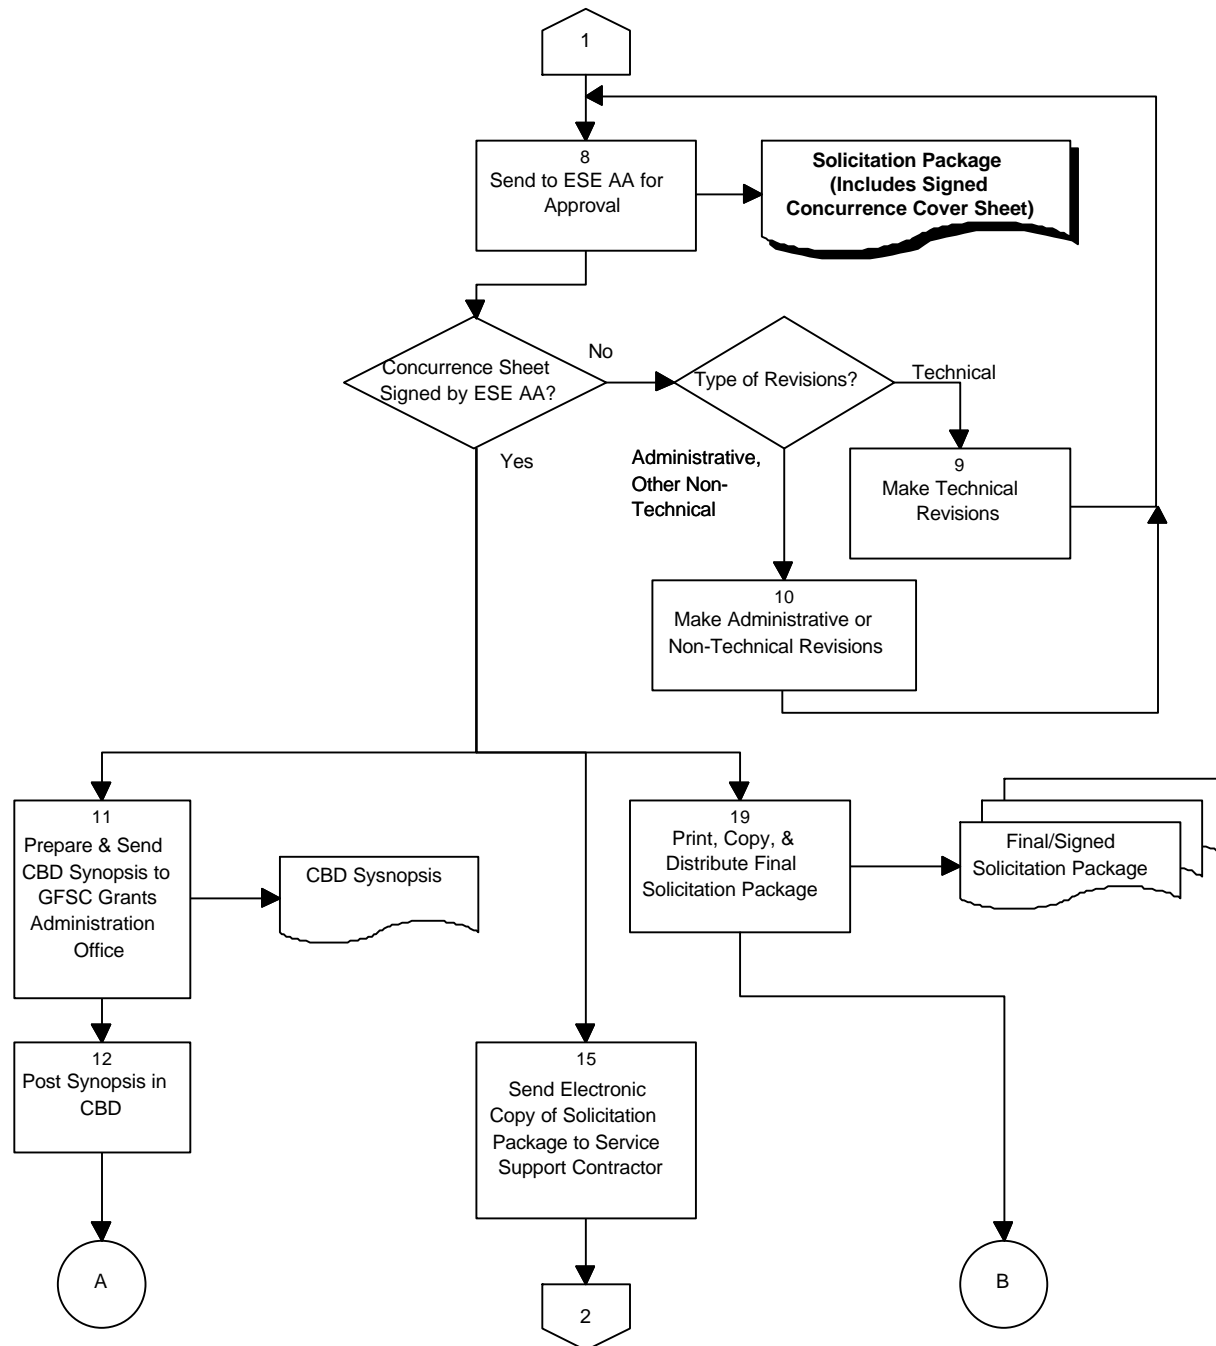 1
8
Send to ESE AA for
Approval
Solicitation Package
(Includes Signed
Concurrence Cover Sheet)
Concurrence Sheet
Signed by ESE AA?
No
Type of Revisions?
Technical
Yes
Administrative,
Other Non-
Technical
9
Make Technical
Revisions
10
Make Administrative or
Non-Technical Revisions
11
Prepare & Send
CBD Synopsis to
GFSC Grants
Administration
Office
CBD Sysnopsis
19
Print, Copy, &
Distribute Final
Solicitation Package
Final/Signed
Solicitation Package
12
Post Synopsis in
CBD
15
Send Electronic
Copy of Solicitation
Package to Service
Support Contractor
A
2
B